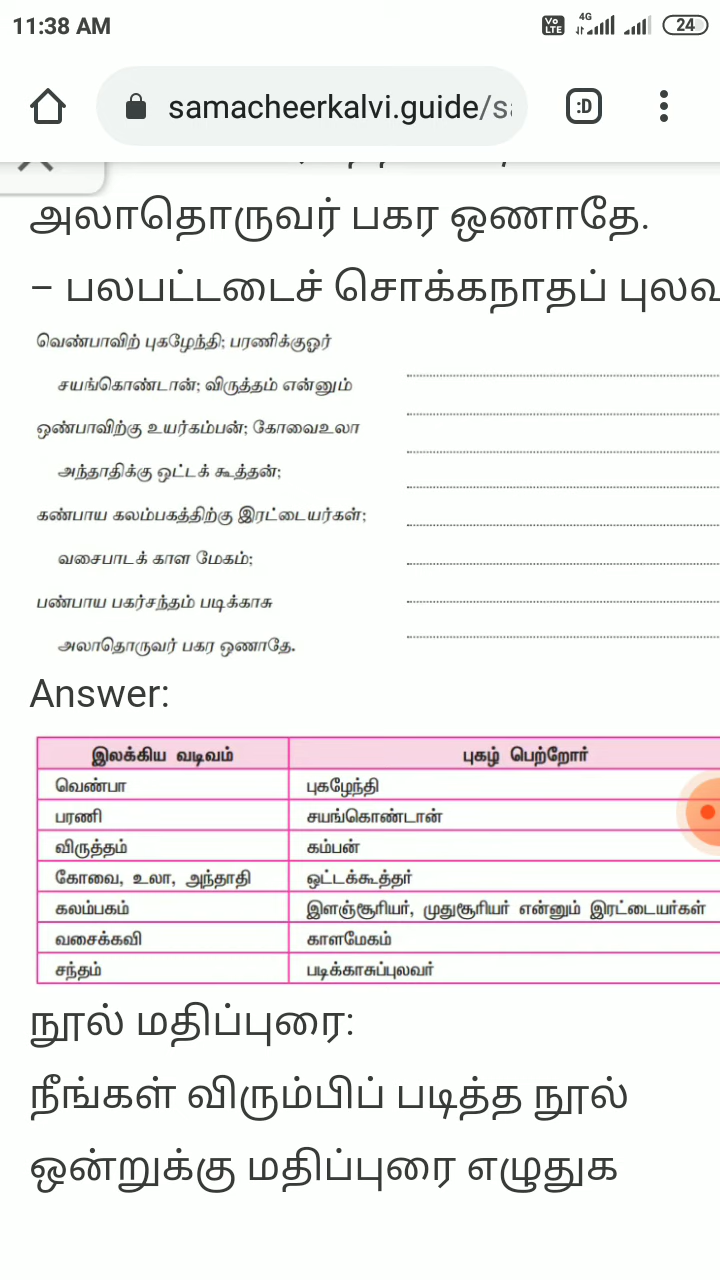 11:38 AM
Vo LTE 4G 24
samacheerkalvi.guide/s
:D
அலாதொருவர் பகர ஒணாதே.
– பலபட்டடைச் சொக்கநாதப் புலவ
வெண்பாவிற் புகழேந்தி; பரணிக்குஓர்
சயங்கொண்டான்; விருத்தம் என்னும்
ஒண்பாவிற்கு உயர்கம்பன்; கோவைஉலா
அந்தாதிக்கு ஒட்டக் கூத்தன்;
கண்பாய கலம்பகத்திற்கு இரட்டையர்கள்;
வசைபாடக் காள மேகம்;
பண்பாய பகர்சந்தம் படிக்காசு
அலாதொருவர் பகர ஒணாதே.
Answer:
இலக்கிய வடிவம் புகழ் பெற்றோர்
வெண்பா புகழேந்தி
பரணி சயங்கொண்டான்
விருத்தம் கம்பன்
கோவை, உலா, அந்தாதி ஒட்டக்கூத்தர்
கலம்பகம் இளஞ்சூரியர், முதுசூரியர் என்னும் இரட்டையர்கள்
வசைக்கவி காளமேகம்
சந்தம் படிக்காசுப்புலவர்
நூல் மதிப்புரை:
நீங்கள் விரும்பிப் படித்த நூல்
ஒன்றுக்கு மதிப்புரை எழுதுக